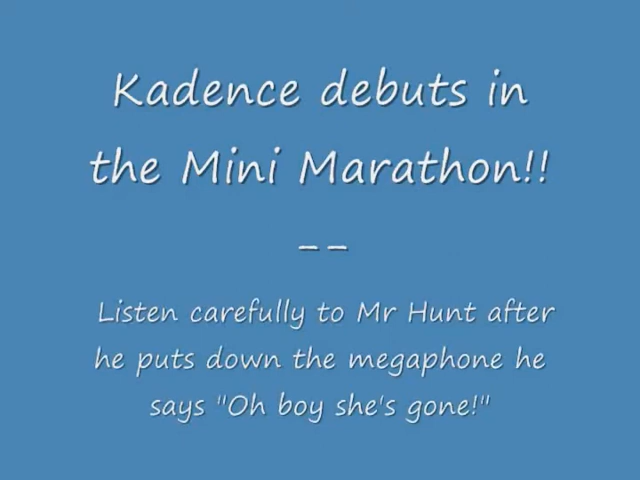 Kadence debuts in
the Mini Marathon!!
--
Listen carefully to Mr Hunt after
he puts down the megaphone he
says "Oh boy she's gone!"